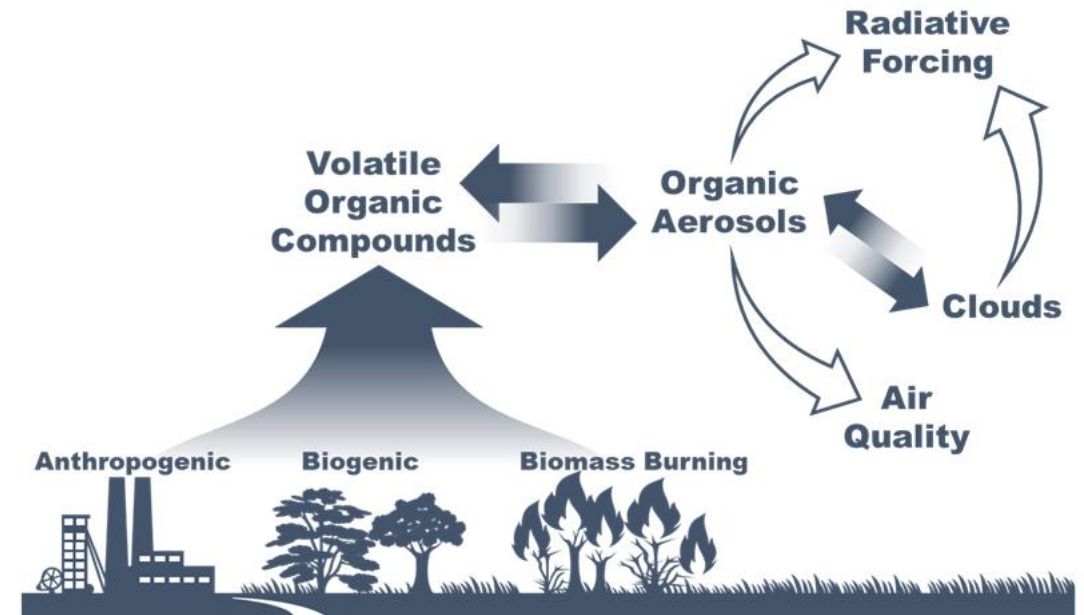 Radiative
Forcing
Volatile
Organic
Compounds
Organic
Aerosols
Clouds
Air
Quality
Anthropogenic
Biogenic
Biomass Burning